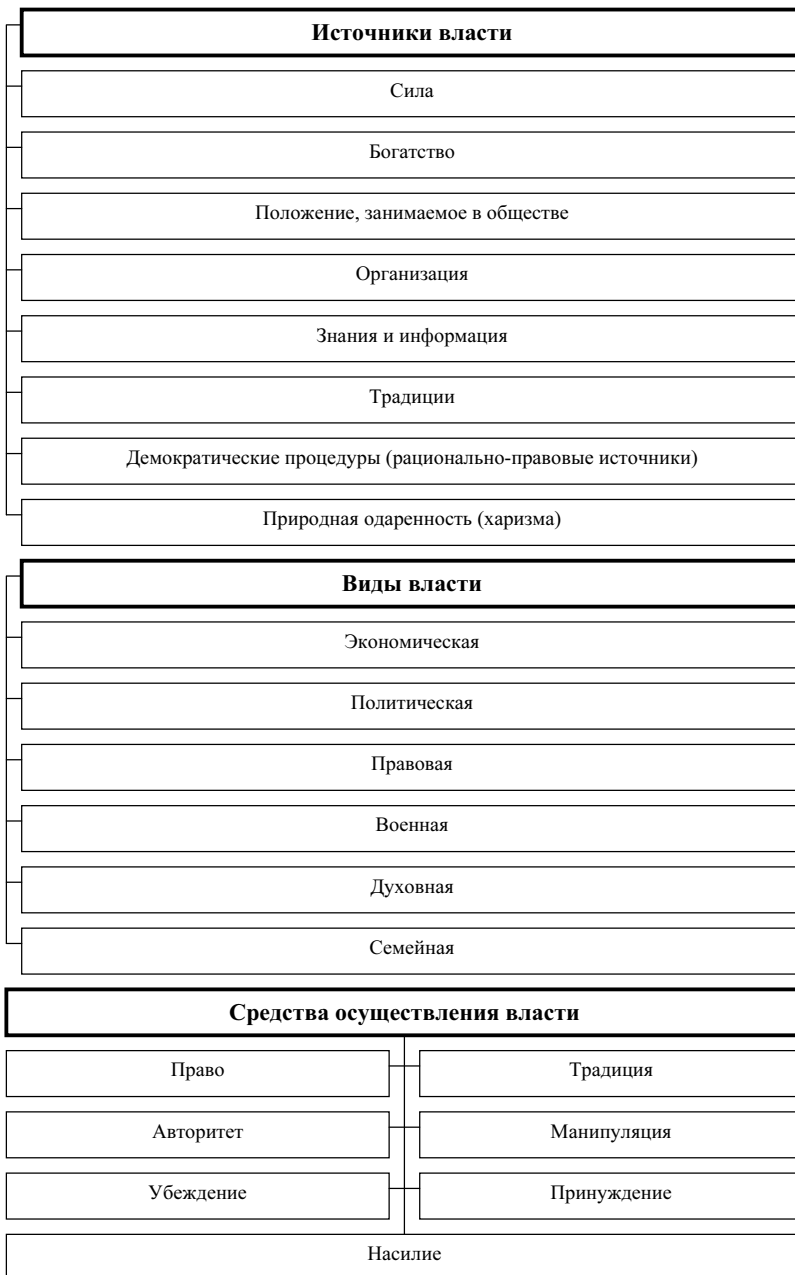 Источники власти
Сила
Богатство
Положение, занимаемое в обществе
Организация
Знания и информация
Традиции
Демократические процедуры (рационально-правовые источники)
Природная одаренность (харизма)
Виды власти
Экономическая
Политическая
Правовая
Военная
Духовная
Семейная
Средства осуществления власти
Право
Традиция
Авторитет
Манипуляция
Убеждение
Принуждение
Насилие